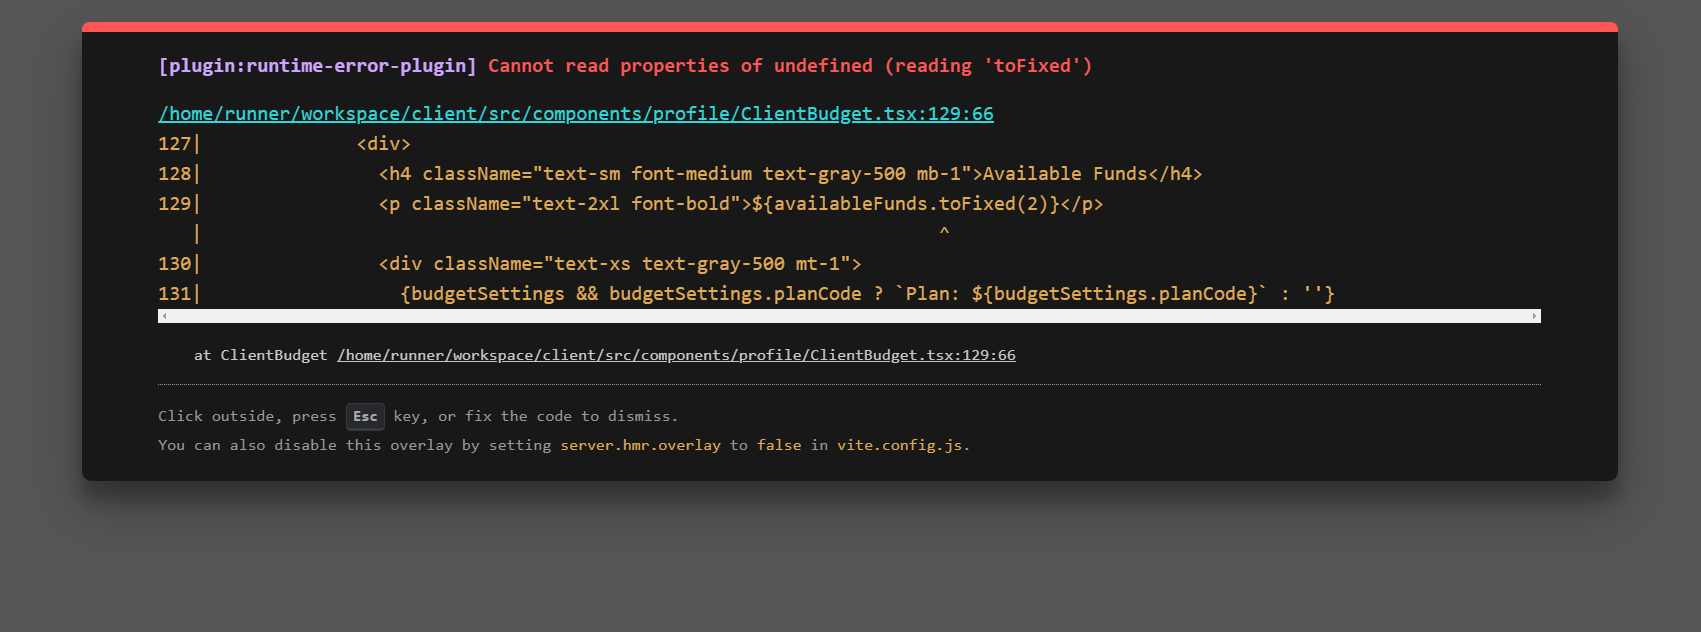 [plugin:runtime-error-plugin] Cannot read properties of undefined (reading 'toFixed')
/home/runner/workspace/client/src/components/profile/ClientBudget.tsx:129:66
127|              <div>
128|                <h4 className="text-sm font-medium text-gray-500 mb-1">Available Funds</h4>
129|                <p className="text-2xl font-bold">${availableFunds.toFixed(2)}</p>
   |                                                                    ^
130|                <div className="text-xs text-gray-500 mt-1">
131|                  {budgetSettings && budgetSettings.planCode ? `Plan: ${budgetSettings.planCode}` : ''}
at ClientBudget /home/runner/workspace/client/src/components/profile/ClientBudget.tsx:129:66
Click outside, press Esc key, or fix the code to dismiss.
You can also disable this overlay by setting server.hmr.overlay to false in vite.config.js.